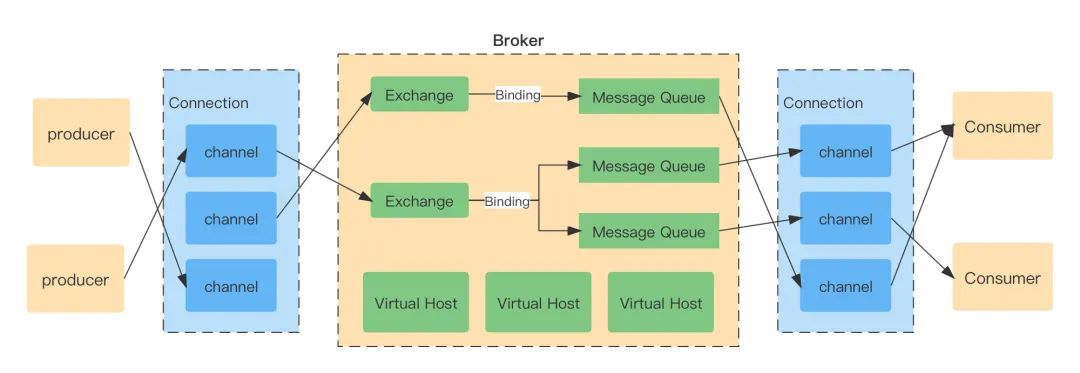 Broker
Connection
producer
channel
channel
channel
producer
Exchange
Binding
Message Queue
Exchange
Binding
Message Queue
Message Queue
Virtual Host
Virtual Host
Virtual Host
Connection
channel
channel
channel
Consumer
Consumer